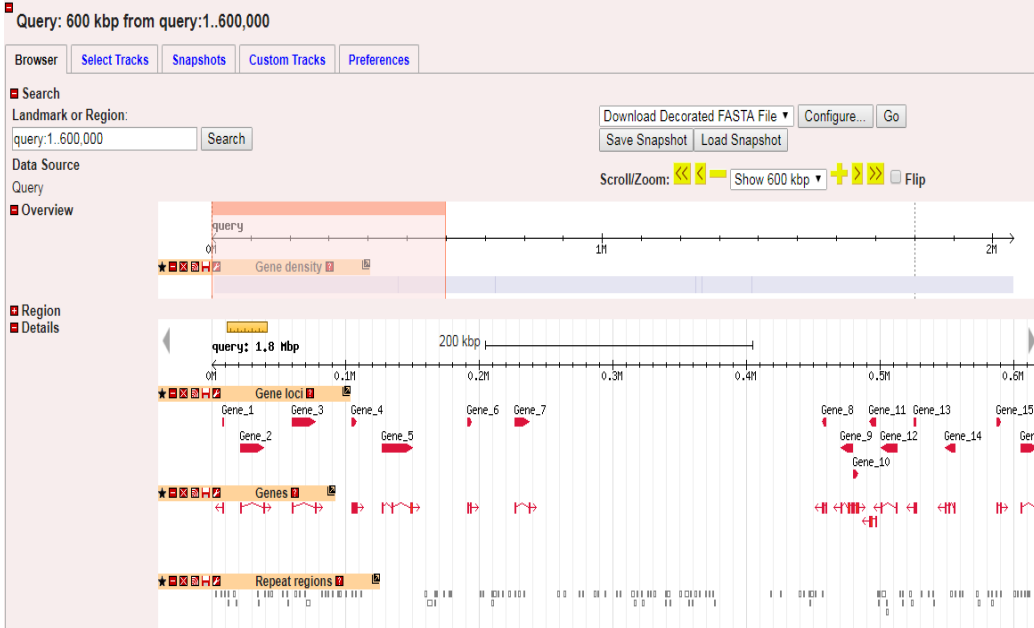 Query: 600 kbp from query:1..600,000
Browser Select Tracks Snapshots Custom Tracks Preferences
Search
Landmark or Region:
query:1..600,000 Search
Download Decorated FASTA File Configure... Go
Save Snapshot Load Snapshot
Data Source
Query
Scroll/Zoom: Show 600 kbp Flip
Overview
query
0M 1M 2M
Gene density
Region
Details
200 kbp
query: 1.8 Mbp
0M 0.1M 0.2M 0.3M 0.4M 0.5M 0.6M
Gene loci
Gene_1 Gene_3 Gene_4 Gene_6 Gene_7 Gene_8 Gene_11 Gene_13 Gene_15
Gene_2 Gene_5 Gene_9 Gene_12 Gene_14 Gen
Gene_10
Genes
Repeat regions